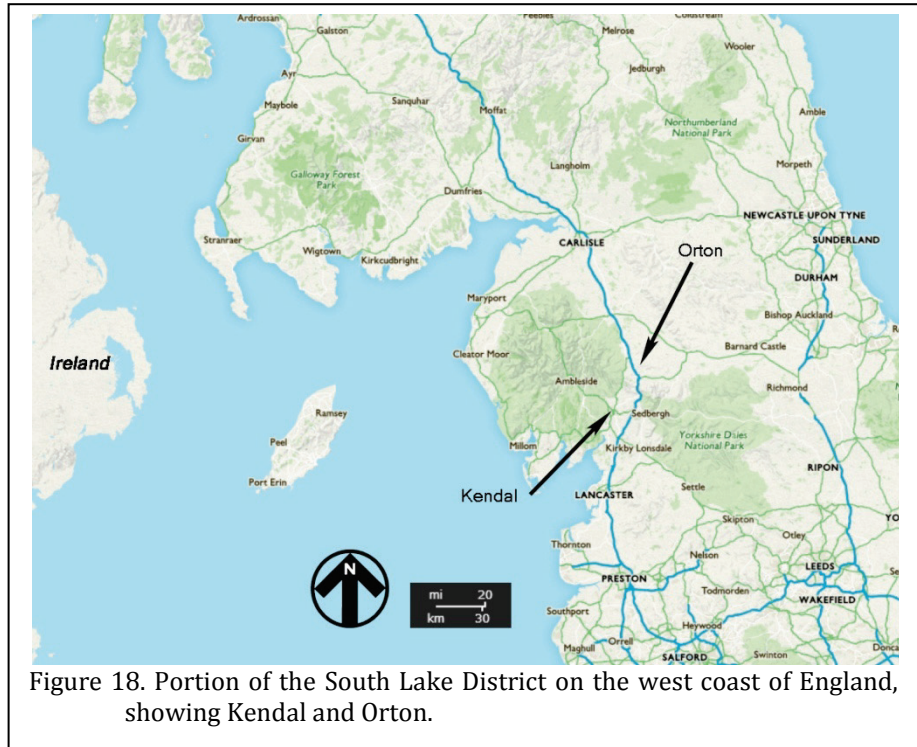 Ardrossan
Peebles
Coldstream
Galston
Melrose
Wooler
Ayr
Jedburgh
Sanquhar
Maybole
Moffat
Amble
Girvan
Northumberland
National Park
Morpeth
Langholm
Galloway Forest
Park
Dumfries
NEWCASTLE UPON TYNE
Stranraer
CARLISLE
SUNDERLAND
Wigtown
Kirkcudbright
Orton
DURHAM
Maryport
Bishop Auckland
Cleator Moor
Barnard Castle
Ireland
Ambleside
Richmond
Ramsey
Sedbergh
Peel
Millom
Kirkby Lonsdale
Yorkshire Dales
National Park
RIPON
Port Erin
Kendal
LANCASTER
Settle
YO
Skipton
Thornton
Otley
Nelson
LEEDS
N
PRESTON
Todmorden
WAKEFIELD
mi 20
km 30
Southport
Heywood
Maghull
Orrell
SALFORD
Swinton
Donca
Figure 18. Portion of the South Lake District on the west coast of England,
showing Kendal and Orton.